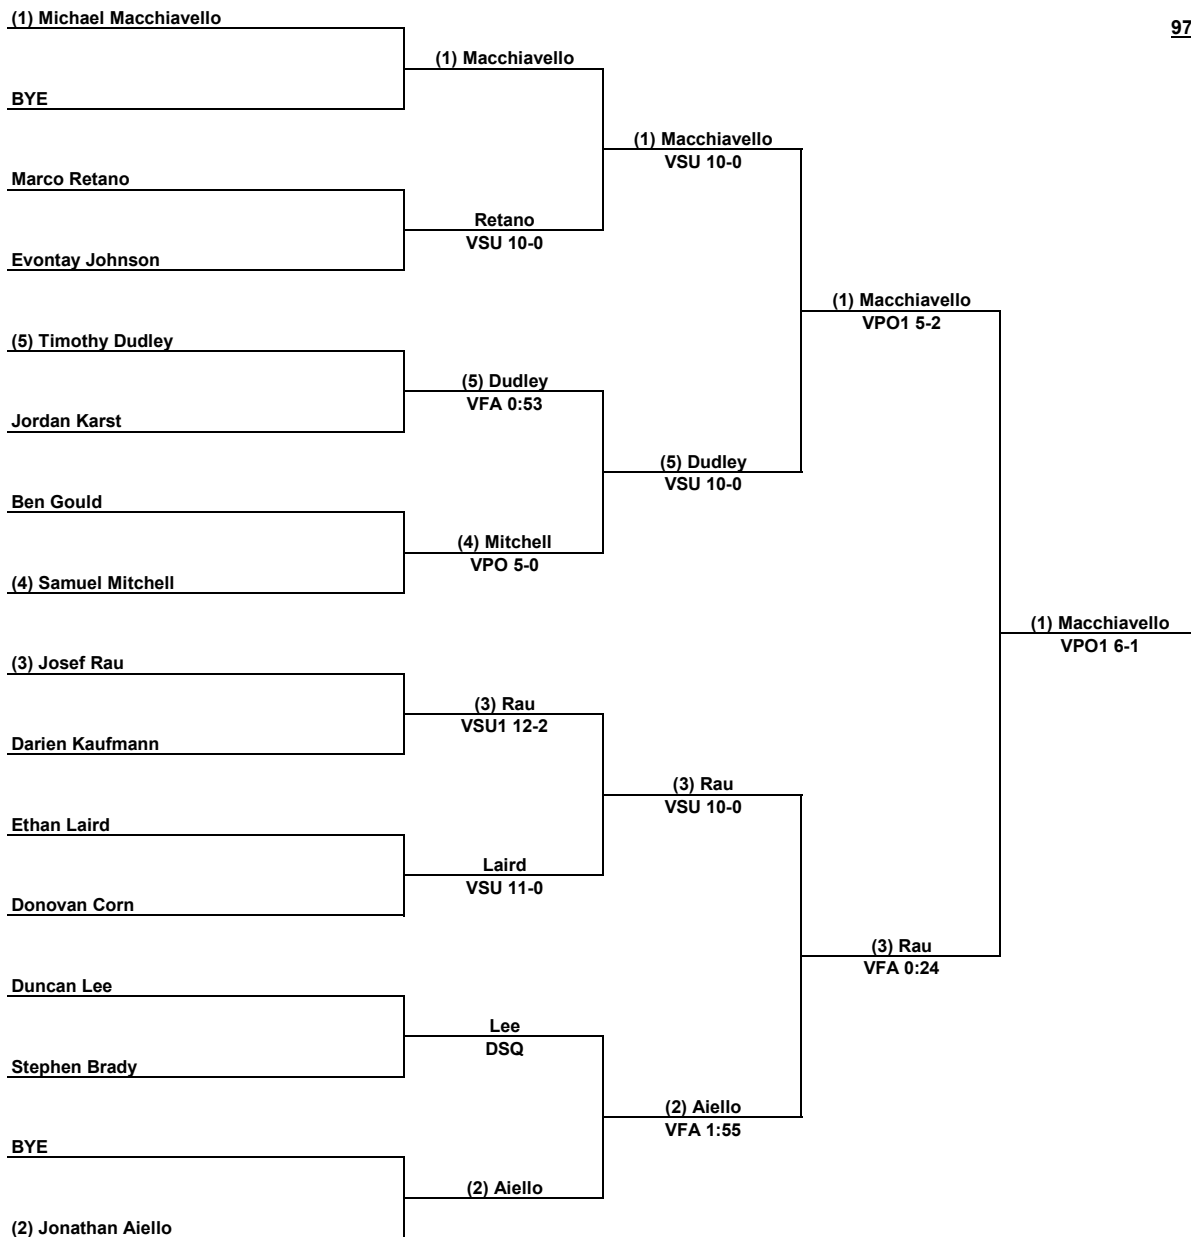 (1) Michael Macchiavello
97
(1) Macchiavello
BYE
(1) Macchiavello
VSU 10-0
Marco Retano
Retano
VSU 10-0
Evontay Johnson
(1) Macchiavello
VPO1 5-2
(5) Timothy Dudley
(5) Dudley
VFA 0:53
Jordan Karst
(5) Dudley
VSU 10-0
Ben Gould
(4) Mitchell
VPO 5-0
(4) Samuel Mitchell
(1) Macchiavello
VPO1 6-1
(3) Josef Rau
(3) Rau
VSU1 12-2
Darien Kaufmann
(3) Rau
VSU 10-0
Ethan Laird
Laird
VSU 11-0
Donovan Corn
(3) Rau
VFA 0:24
Duncan Lee
Lee
DSQ
Stephen Brady
(2) Aiello
VFA 1:55
BYE
(2) Aiello
(2) Jonathan Aiello